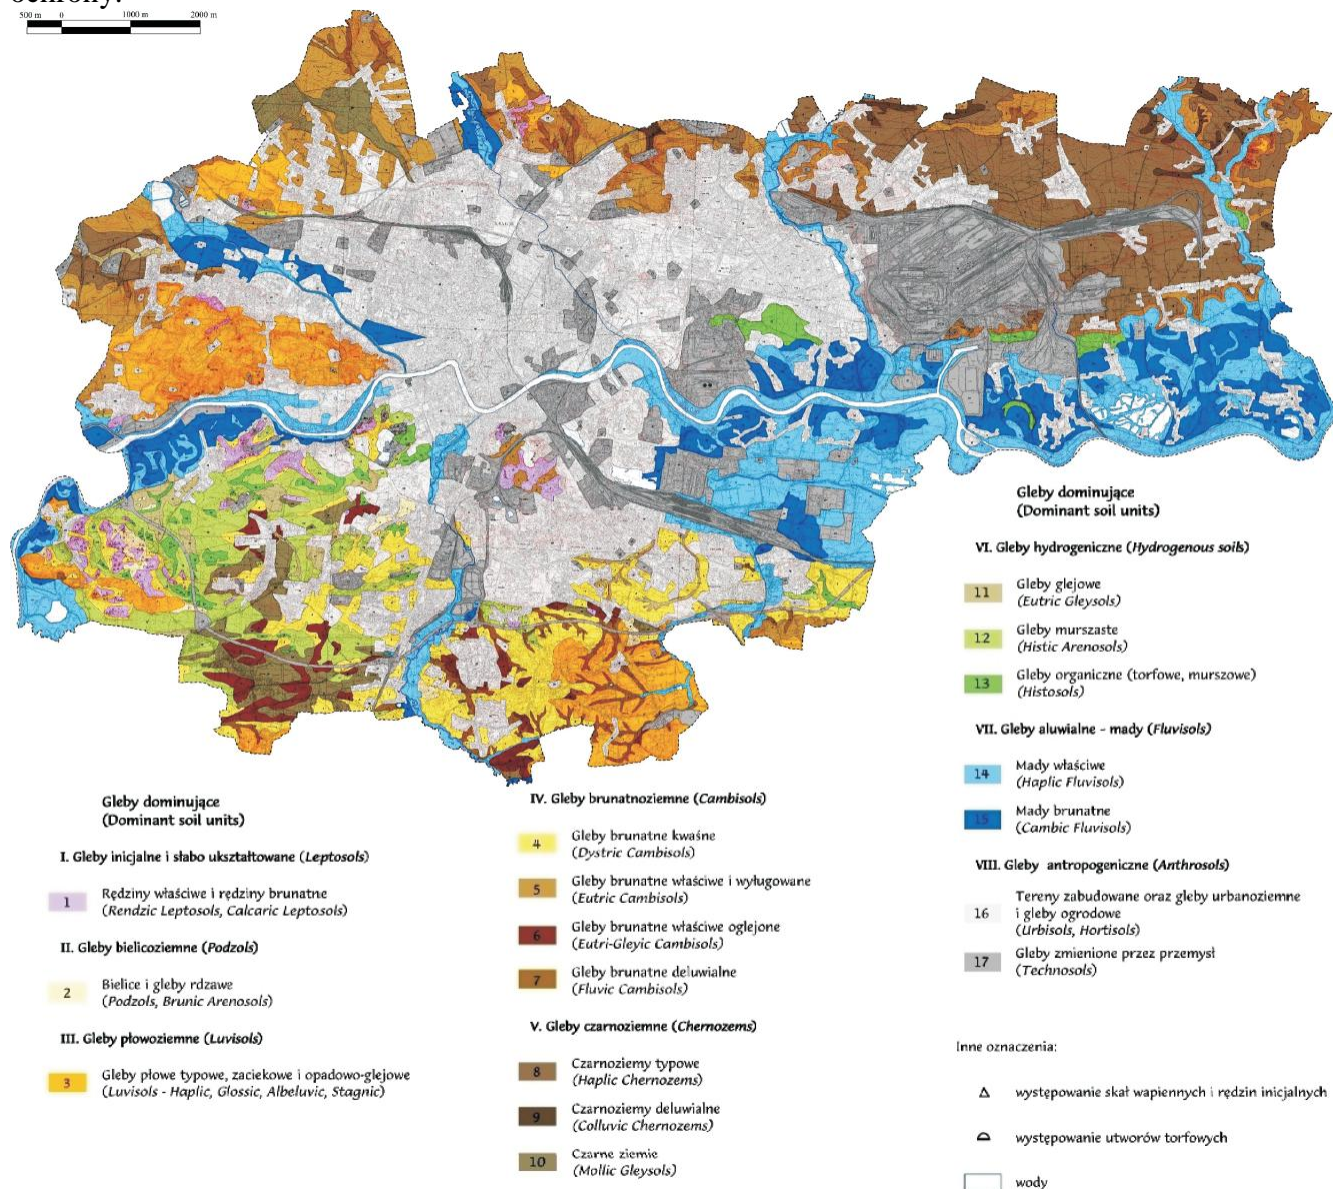 ochrony.
500 m 0 1000 m 2000 m
Gleby dominujące
(Dominant soil units)
I. Gleby inicjalne i słabo ukształtowane (Leptosols)
1 Rędziny właściwe i rędziny brunatne
(Rendzic Leptosols, Calcaric Leptosols)
II. Gleby bielicoziemne (Podzols)
2 Bielice i gleby rdzawe
(Podzols, Brunic Arenosols)
III. Gleby płowoziemne (Luvisols)
3 Gleby płowe typowe, zaciekowe i opadowo-glejowe
(Luvisols - Haplic, Glossic, Albeluvic, Stagnic)
IV. Gleby brunatnoziemne (Cambisols)
4 Gleby brunatne kwaśne
(Dystric Cambisols)
5 Gleby brunatne właściwe i wyługowane
(Eutric Cambisols)
6 Gleby brunatne właściwe oglejone
(Eutri-Gleyic Cambisols)
7 Gleby brunatne deluwialne
(Fluvic Cambisols)
V. Gleby czarnoziemne (Chernozems)
8 Czarnoziemy typowe
(Haplic Chernozems)
9 Czarnoziemy deluwialne
(Colluvic Chernozems)
10 Czarne ziemie
(Mollic Gleysols)
Gleby dominujące
(Dominant soil units)
VI. Gleby hydrogeniczne (Hydrogenous soils)
11 Gleby glejowe
(Eutric Gleysols)
12 Gleby murszaste
(Histic Arenosols)
13 Gleby organiczne (torfowe, murszowe)
(Histosols)
VII. Gleby aluwialne - mady (Fluvisols)
14 Mady właściwe
(Haplic Fluvisols)
15 Mady brunatne
(Cambic Fluvisols)
VIII. Gleby antropogeniczne (Anthrosols)
16 Tereny zabudowane oraz gleby urbanoziemne
i gleby ogrodowe
(Urbisols, Hortisols)
17 Gleby zmienione przez przemysł
(Technosols)
Inne oznaczenia:
występowanie skał wapiennych i rędzin inicjalnych
występowanie utworów torfowych
wody